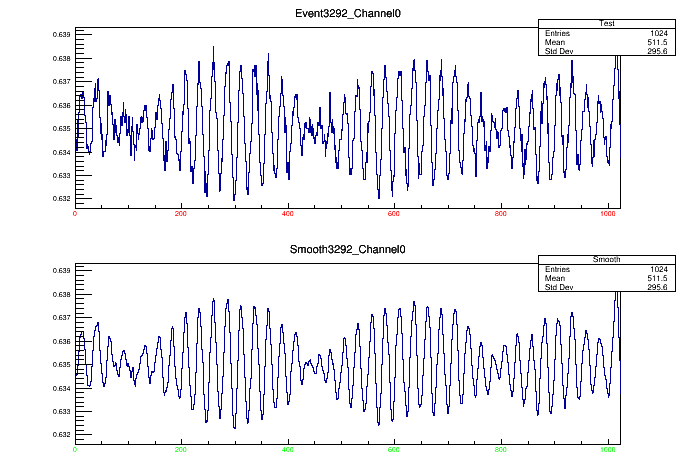 Event3292_Channel0
Test
Entries 1024
Mean 511.5
Std Dev 295.6
0.639
0.638
0.637
0.636
0.635
0.634
0.633
0.632
0 200 400 600 800 1000
Smooth3292_Channel0
Smooth
Entries 1024
Mean 511.5
Std Dev 295.6
0.639
0.638
0.637
0.636
0.635
0.634
0.633
0.632
0 200 400 600 800 1000